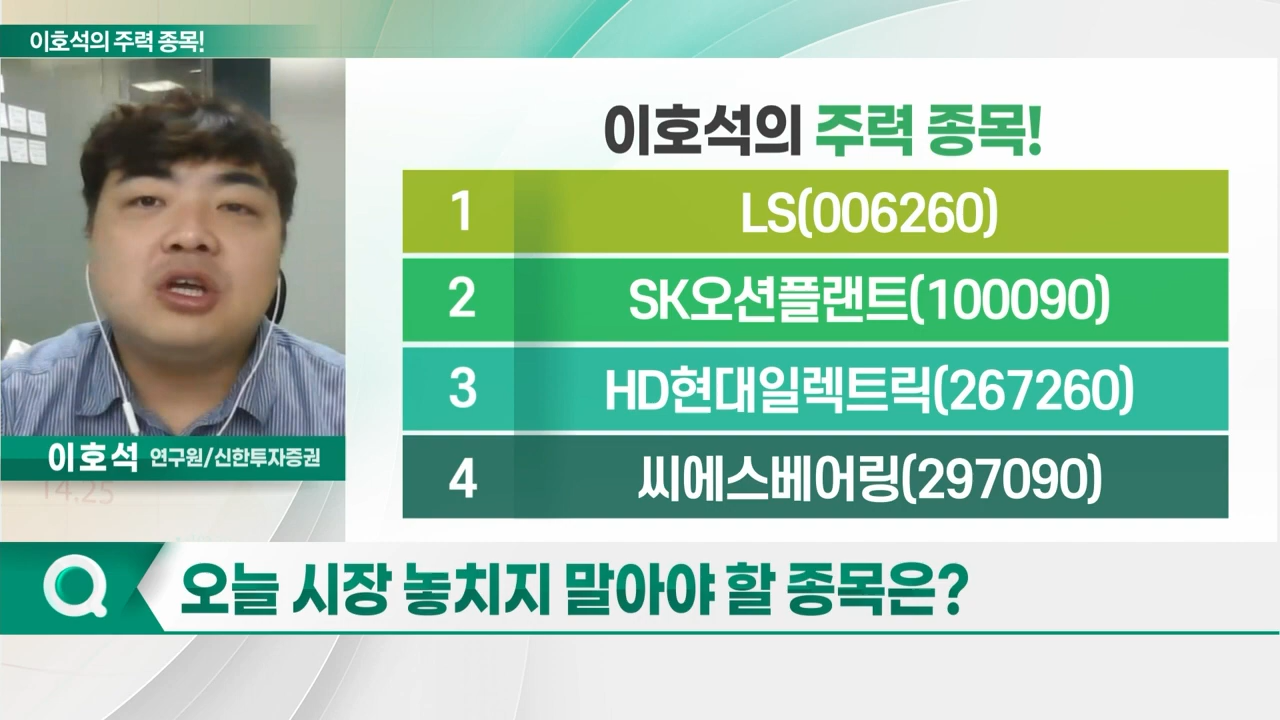 이호석의 주력 종목!
이호석의 주력 종목!
1 LS(006260)
2 SK오션플랜트(100090)
3 HD현대일렉트릭(267260)
4 씨에스베어링(297090)
이호석 연구원/신한투자증권
14.25
Q 오늘 시장 놓치지 말아야 할 종목은?